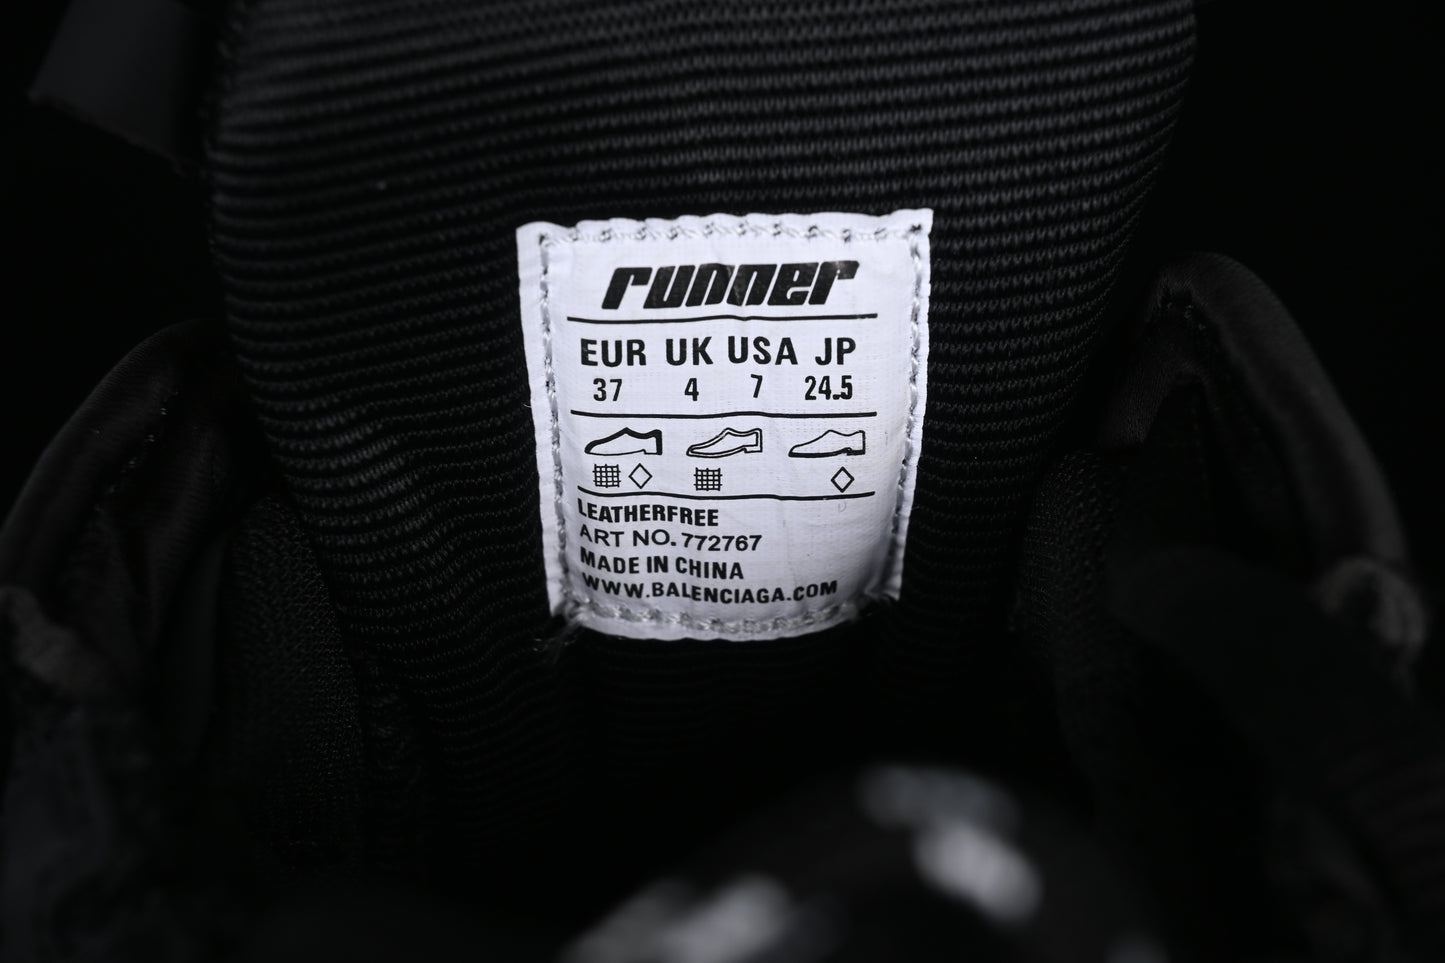 runner
EUR UK USA JP
37 4 7 24.5
LEATHERFREE
ART NO. 772767
MADE IN CHINA
WWW.BALENCIAGA.COM